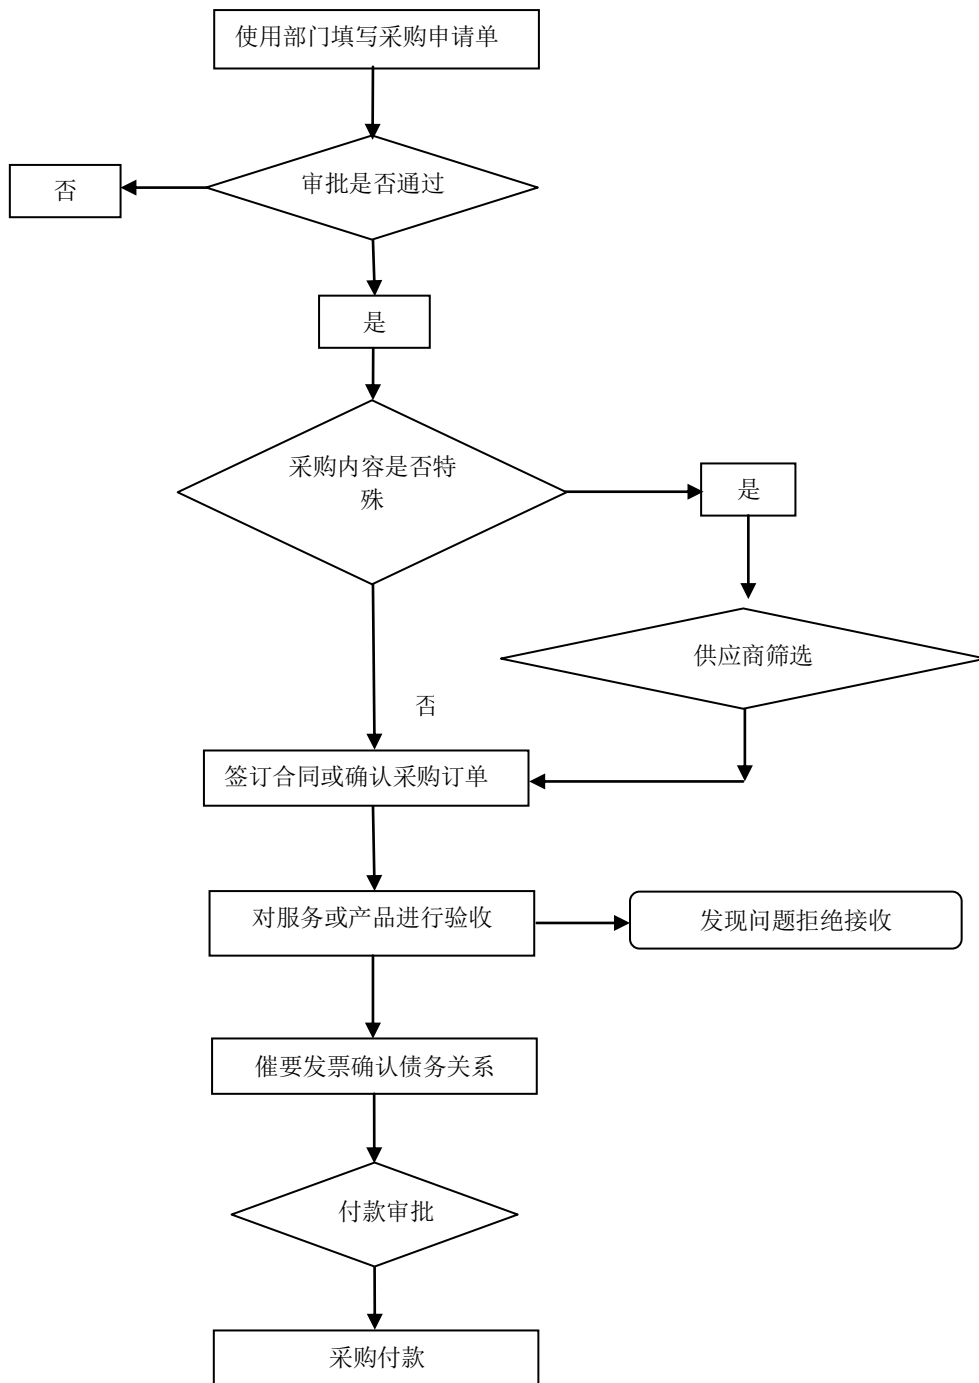 使用部门填写采购申请单
审批是否通过
否
是
采购内容是否特
殊
是
供应商筛选
否
签订合同或确认采购订单
对服务或产品进行验收
发现问题拒绝接收
催要发票确认债务关系
付款审批
采购付款